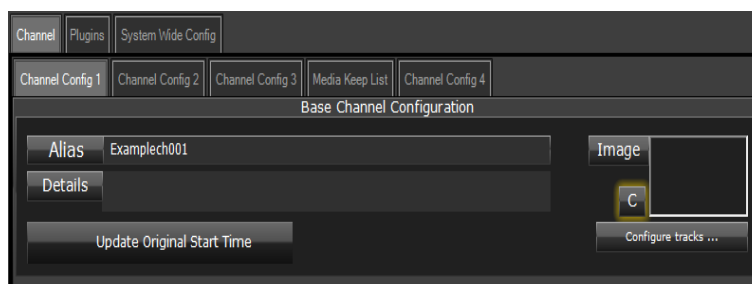 Channel Plugins System Wide Config
Channel Config 1 Channel Config 2 Channel Config 3 Media Keep List Channel Config 4
Base Channel Configuration
Alias Examplech001 Image
Details
C
Update Original Start Time Configure tracks ...